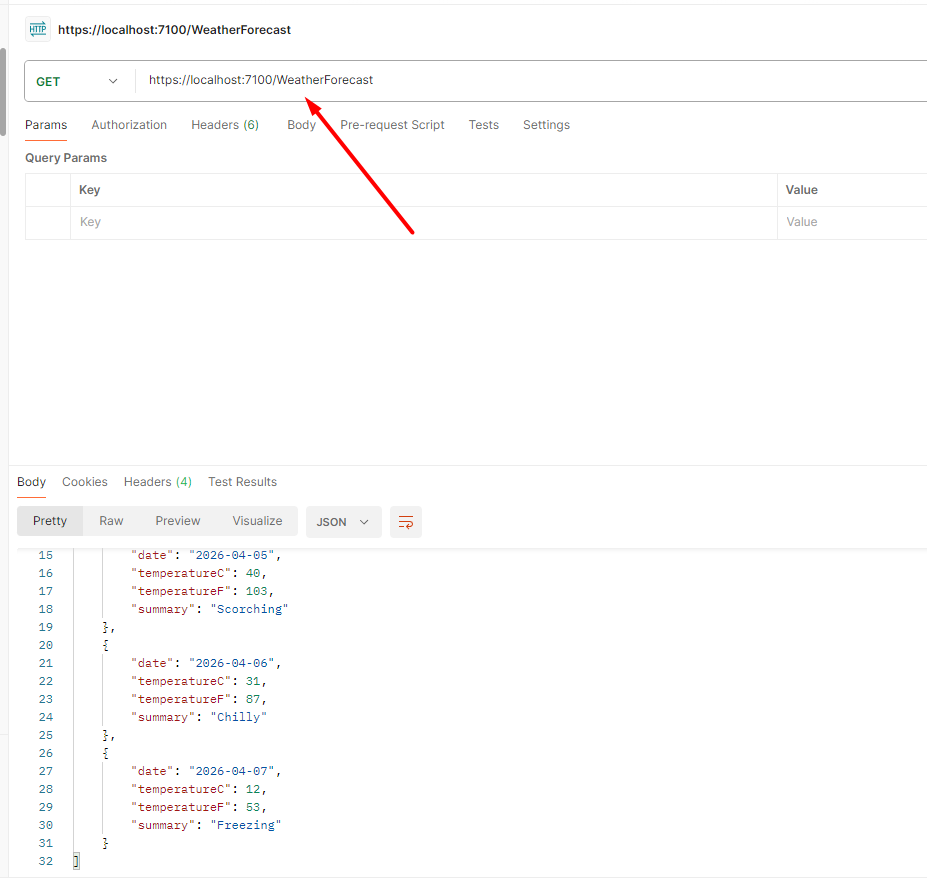 HTTP https://localhost:7100/WeatherForecast
GET https://localhost:7100/WeatherForecast
Params Authorization Headers (6) Body Pre-request Script Tests Settings
Query Params
Key Value
Key Value
Body Cookies Headers (4) Test Results
Pretty Raw Preview Visualize JSON
15 "date": "2026-04-05",
16 "temperatureC": 40,
17 "temperatureF": 103,
18 "summary": "Scorching"
19 },
20 {
21 "date": "2026-04-06",
22 "temperatureC": 31,
23 "temperatureF": 87,
24 "summary": "Chilly"
25 },
26 {
27 "date": "2026-04-07",
28 "temperatureC": 12,
29 "temperatureF": 53,
30 "summary": "Freezing"
31 }
32 ]